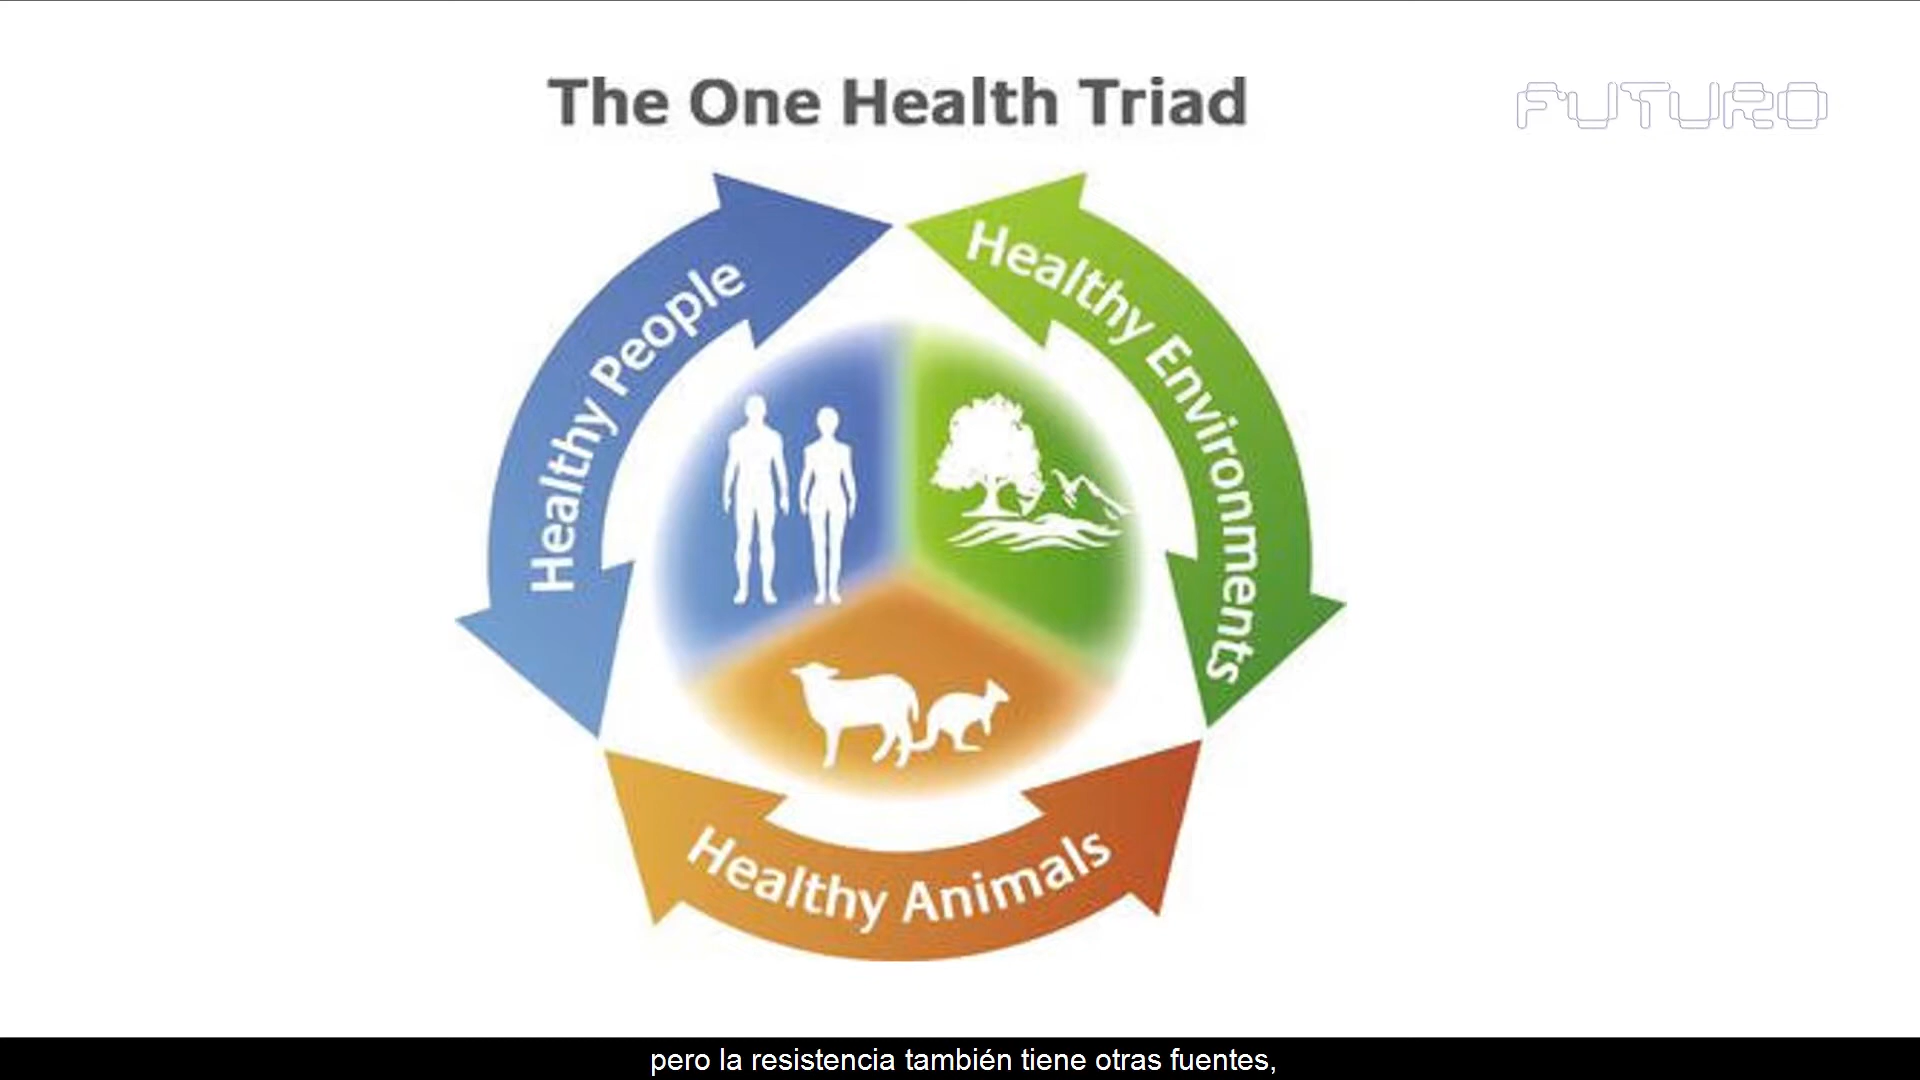 The One Health Triad
FUTURO
Healthy People
Healthy Environments
Healthy Animals
pero la resistencia también tiene otras fuentes,